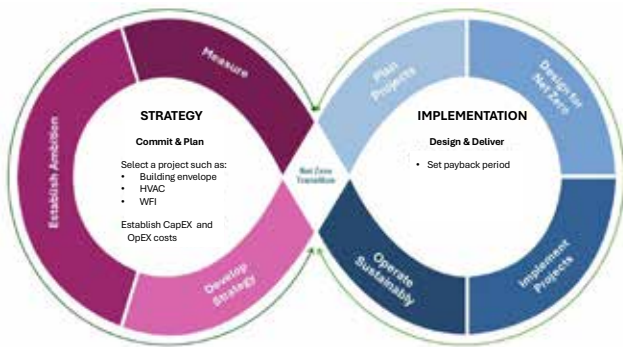 Measure
Establish Ambition
Develop
Strategy
STRATEGY
Commit & Plan
Select a project such as:
• Building envelope
• HVAC
• WFI
Establish CapEX and
OpEX costs
Net Zero
Transition
Plan
Projects
Design for
Net Zero
IMPLEMENTATION
Design & Deliver
• Set payback period
Operate
Sustainably
Implement
Projects